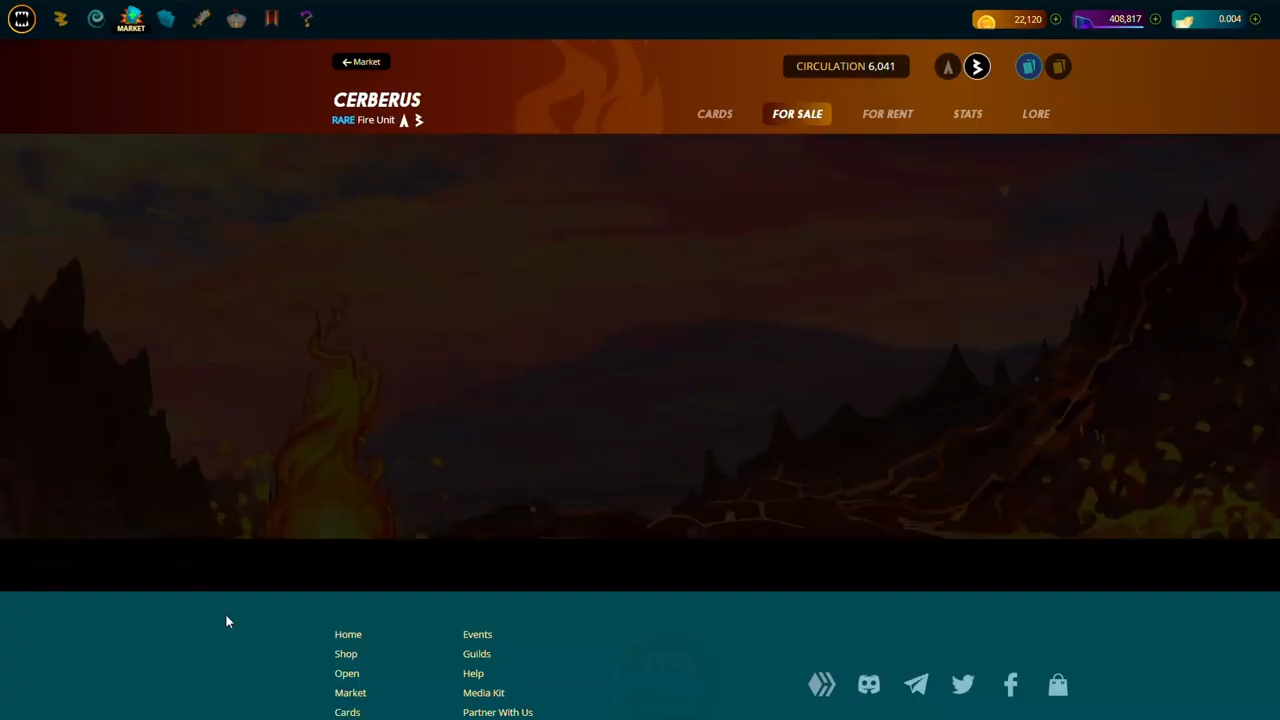 MARKET
22,120
408,817
0.004
Market
CIRCULATION 6,041
CERBERUS
RARE Fire Unit
CARDS
FOR SALE
FOR RENT
STATS
LORE
Home
Events
Shop
Guilds
Open
Help
Market
Media Kit
Cards
Partner With Us